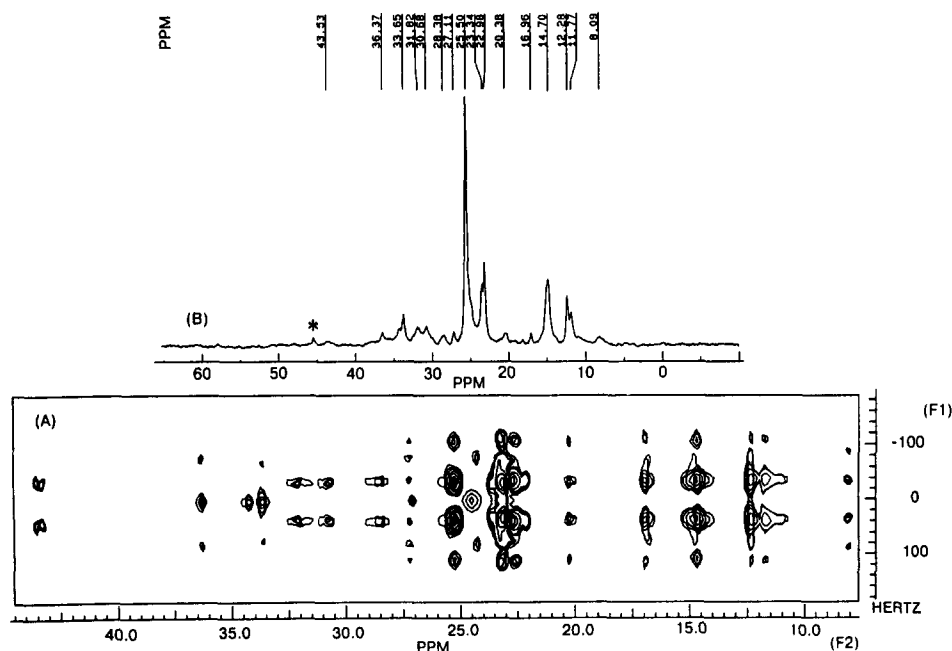 PPM
43.53
36.37
33.65
31.82
30.68
28.38
27.11
25.50
23.34
22.98
20.38
16.96
14.70
12.28
11.77
8.09
(B)
*
60 50 40 30 20 10 0
PPM
(A)
(F1)
-100
0
100
HERTZ
40.0 35.0 30.0 25.0 20.0 15.0 10.0
PPM
(F2)